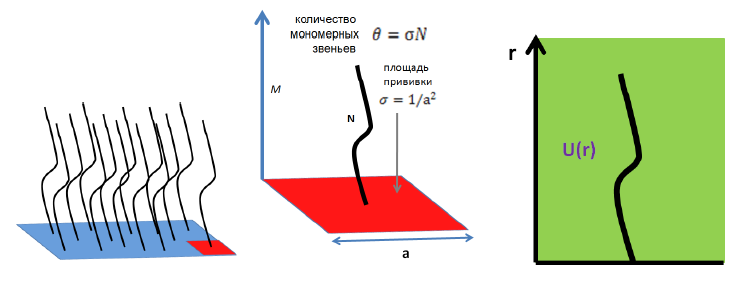 количество
мономерных
звеньев
θ = σN
M
площадь
прививки
σ = 1/a²
N
a
r
U(r)